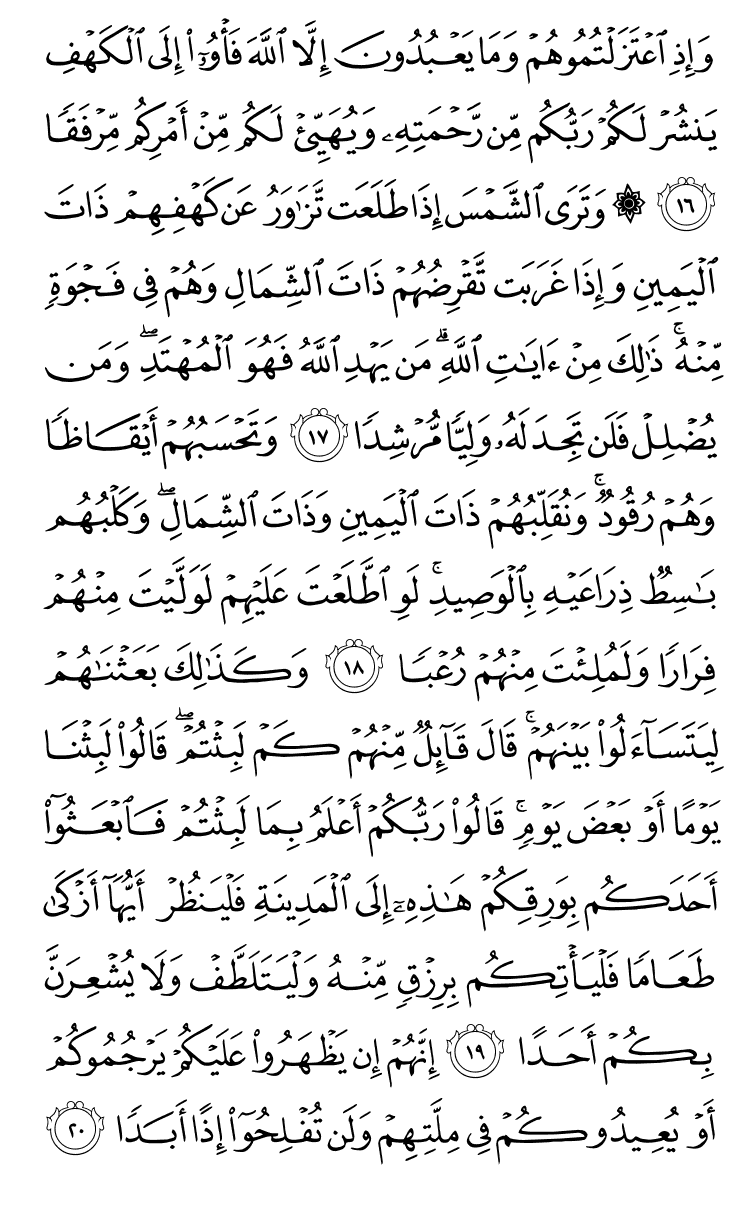 وَإِذِ ٱعْتَزَلْتُمُوهُمْ وَمَا يَعْبُدُونَ إِلَّا ٱللَّهَ فَأْوُۥٓا۟ إِلَى ٱلْكَهْفِ
يَنشُرْ لَكُمْ رَبُّكُم مِّن رَّحْمَتِهِۦ وَيُهَيِّئْ لَكُم مِّنْ أَمْرِكُم مِّرْفَقًا
١٦ ۞ وَتَرَى ٱلشَّمْسَ إِذَا طَلَعَت تَّزَٰوَرُ عَن كَهْفِهِمْ ذَاتَ
ٱلْيَمِينِ وَإِذَا غَرَبَت تَّقْرِضُهُمْ ذَاتَ ٱلشِّمَالِ وَهُمْ فِى فَجْوَةٍ
مِّنْهُ ۚ ذَٰلِكَ مِنْ ءَايَٰتِ ٱللَّهِ ۗ مَن يَهْدِ ٱللَّهُ فَهُوَ ٱلْمُهْتَدِ ۖ وَمَن
يُضْلِلْ فَلَن تَجِدَ لَهُۥ وَلِيًّا مُّرْشِدًا ١٧ وَتَحْسَبُهُمْ أَيْقَاظًا
وَهُمْ رُقُودٌ ۚ وَنُقَلِّبُهُمْ ذَاتَ ٱلْيَمِينِ وَذَاتَ ٱلشِّمَالِ ۖ وَكَلْبُهُم
بَٰسِطٌ ذِرَاعَيْهِ بِٱلْوَصِيدِ ۚ لَوِ ٱطَّلَعْتَ عَلَيْهِمْ لَوَلَّيْتَ مِنْهُمْ
فِرَارًا وَلَمُلِئْتَ مِنْهُمْ رُعْبًا ١٨ وَكَذَٰلِكَ بَعَثْنَٰهُمْ
لِيَتَسَآءَلُوا۟ بَيْنَهُمْ ۚ قَالَ قَآئِلٌ مِّنْهُمْ كَمْ لَبِثْتُمْ ۖ قَالُوا۟ لَبِثْنَا
يَوْمًا أَوْ بَعْضَ يَوْمٍ ۚ قَالُوا۟ رَبُّكُمْ أَعْلَمُ بِمَا لَبِثْتُمْ فَٱبْعَثُوٓا۟
أَحَدَكُم بِوَرِقِكُمْ هَٰذِهِۦٓ إِلَى ٱلْمَدِينَةِ فَلْيَنظُرْ أَيُّهَآ أَزْكَىٰ
طَعَامًا فَلْيَأْتِكُم بِرِزْقٍ مِّنْهُ وَلْيَتَلَطَّفْ وَلَا يُشْعِرَنَّ
بِكُمْ أَحَدًا ١٩ إِنَّهُمْ إِن يَظْهَرُوا۟ عَلَيْكُمْ يَرْجُمُوكُمْ
أَوْ يُعِيدُوكُمْ فِى مِلَّتِهِمْ وَلَن تُفْلِحُوٓا۟ إِذًا أَبَدًا ٢٠